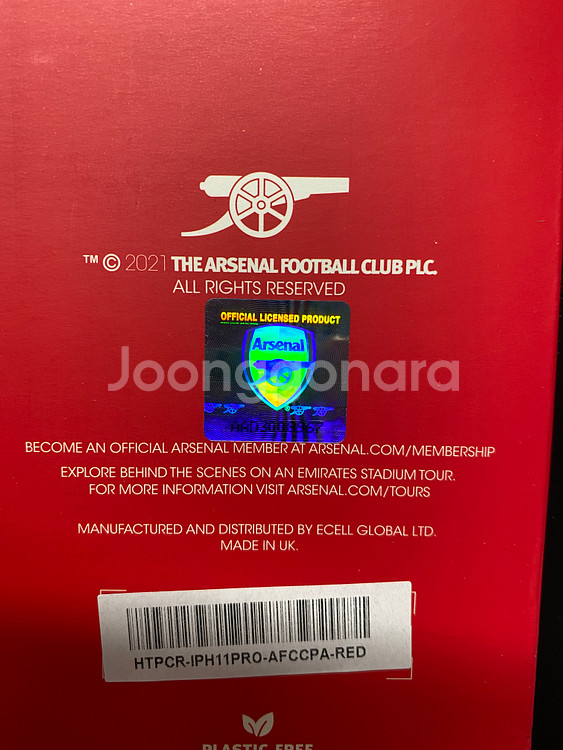 ™ © 2021 THE ARSENAL FOOTBALL CLUB PLC.
ALL RIGHTS RESERVED
OFFICIAL LICENSED PRODUCT
Arsenal
Joonggonara
BECOME AN OFFICIAL ARSENAL MEMBER AT ARSENAL.COM/MEMBERSHIP
EXPLORE BEHIND THE SCENES ON AN EMIRATES STADIUM TOUR.
FOR MORE INFORMATION VISIT ARSENAL.COM/TOURS
MANUFACTURED AND DISTRIBUTED BY ECELL GLOBAL LTD.
MADE IN UK.
HTPCR-IPH11PRO-AFCCPA-RED
PLASTIC FREE